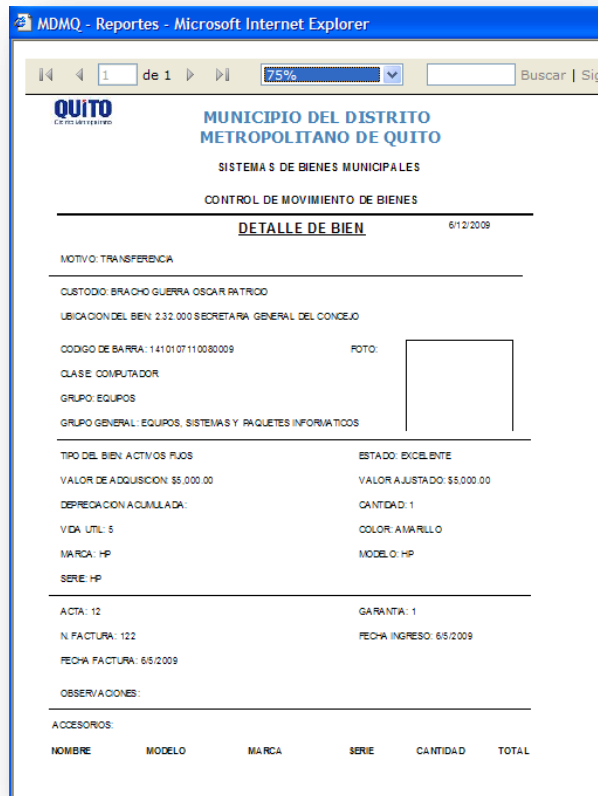 MDMQ - Reportes - Microsoft Internet Explorer
1 de 1 75% Buscar | Sig
QUITO
MUNICIPIO DEL DISTRITO
METROPOLITANO DE QUITO
SISTEMAS DE BIENES MUNICIPALES
CONTROL DE MOVIMIENTO DE BIENES
DETALLE DE BIEN 6/12/2009
MOTIVO: TRANSFERENCIA
CUSTODIO: BRACHO GUERRA OSCAR PATRICIO
UBICACION DEL BIEN: 2.32.000 SECRETARIA GENERAL DEL CONCEJO
CODIGO DE BARRA: 1410107110080009 FOTO:
CLASE: COMPUTADOR
GRUPO: EQUIPOS
GRUPO GENERAL: EQUIPOS, SISTEMAS Y PAQUETES INFORMATICOS
TIPO DEL BIEN: ACTIVOS FIJOS ESTADO: EXCELENTE
VALOR DE ADQUISICION: $5,000.00 VALOR AJUSTADO: $5,000.00
DEPRECIACION ACUMULADA: CANTIDAD: 1
VIDA UTIL: 5 COLOR: AMARILLO
MARCA: HP MODELO: HP
SERIE: HP
ACTA: 12 GARANTIA: 1
N. FACTURA: 122 FECHA INGRESO: 6/5/2009
FECHA FACTURA: 6/5/2009
OBSERVACIONES:
ACCESORIOS:
NOMBRE MODELO MARCA SERIE CANTIDAD TOTAL